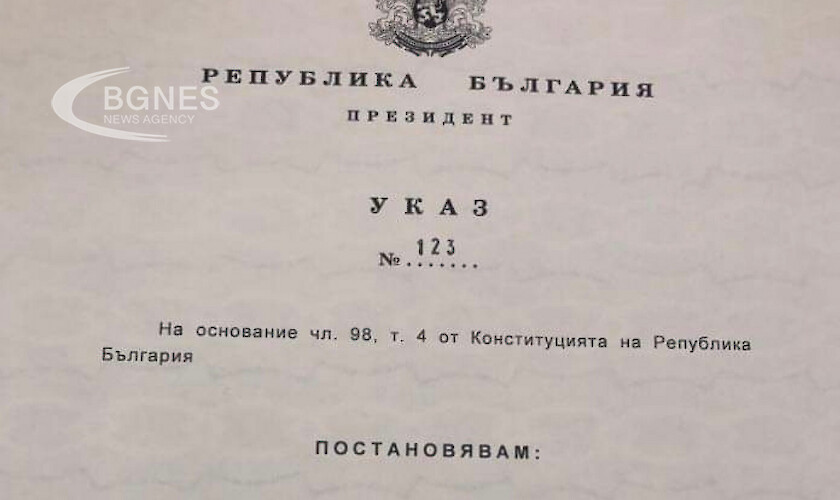 РЕПУБЛИКА БЪЛГАРИЯ
BGNES
NEWS AGENCY
ПРЕЗИДЕНТ
УКАЗ
№ 123
На основание чл. 98, т. 4 от Конституцията на Република
България
ПОСТАНОВЯВАМ: